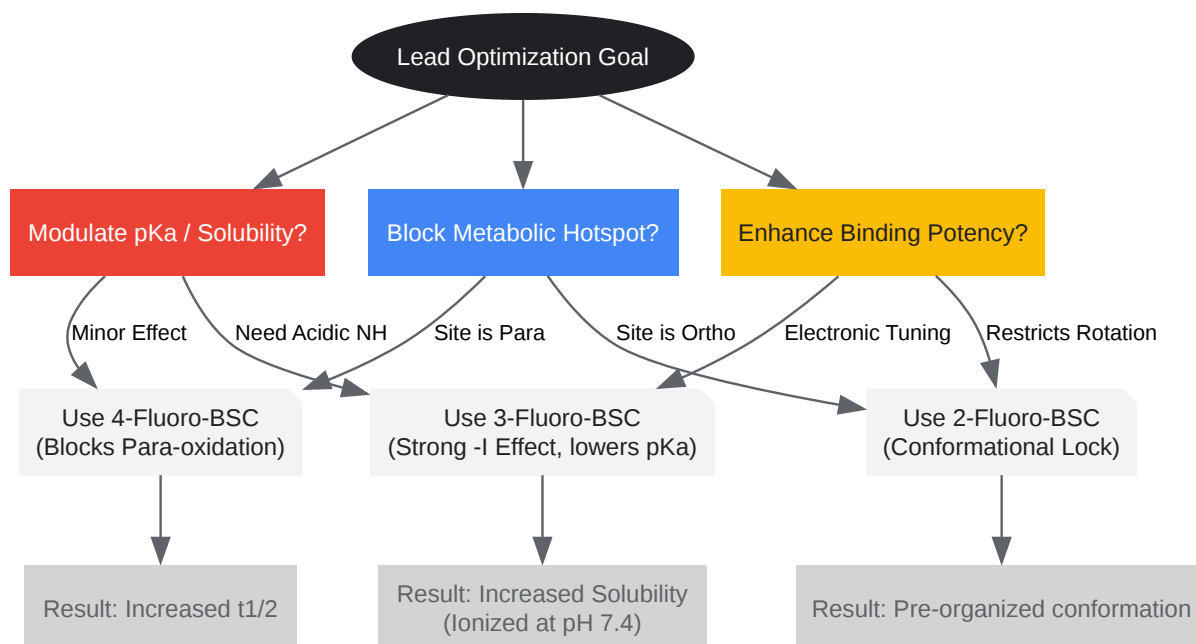 Lead Optimization Goal
Modulate pKa / Solubility?
Block Metabolic Hotspot?
Enhance Binding Potency?
Minor Effect
Need Acidic NH
Site is Para
Site is Ortho
Electronic Tuning
Restricts Rotation
Use 4-Fluoro-BSC
(Blocks Para-oxidation)
Use 3-Fluoro-BSC
(Strong -I Effect, lowers pKa)
Use 2-Fluoro-BSC
(Conformational Lock)
Result: Increased t1/2
Result: Increased Solubility
(Ionized at pH 7.4)
Result: Pre-organized conformation